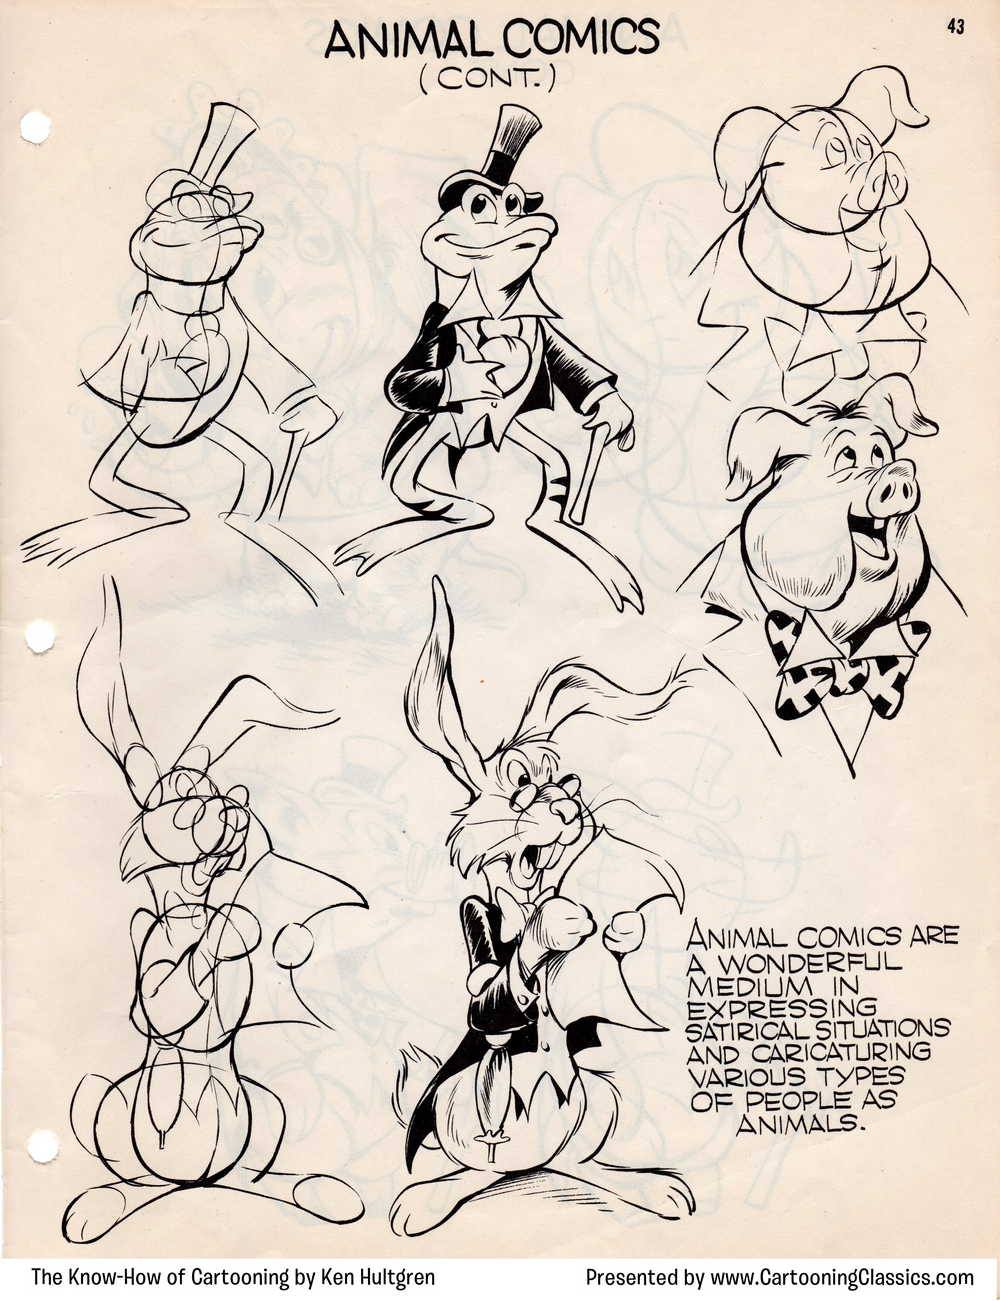 43
ANIMAL COMICS
(CONT.)
ANIMAL COMICS ARE
A WONDERFUL
MEDIUM IN
EXPRESSING
SATIRICAL SITUATIONS
AND CARICATURING
VARIOUS TYPES
OF PEOPLE AS
ANIMALS.
The Know-How of Cartooning by Ken Hultgren
Presented by www.CartooningClassics.com